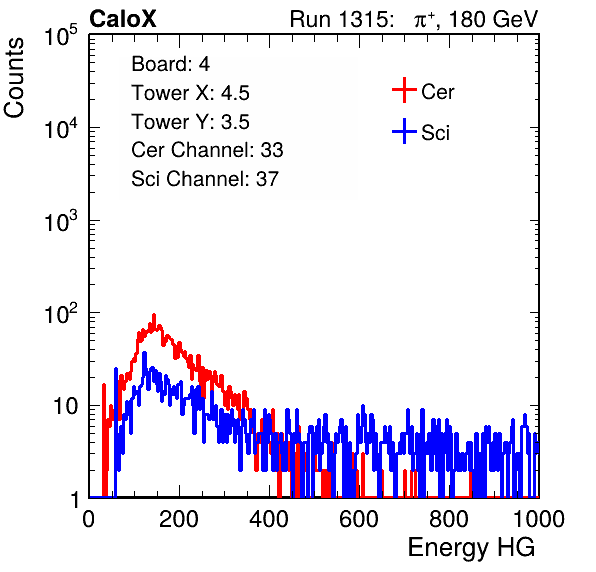 CaloX Run 1315: π⁺, 180 GeV
Counts
Board: 4
Tower X: 4.5
Tower Y: 3.5
Cer Channel: 33
Sci Channel: 37
Cer
Sci
10⁵
10⁴
10³
10²
10
1
0 200 400 600 800 1000
Energy HG